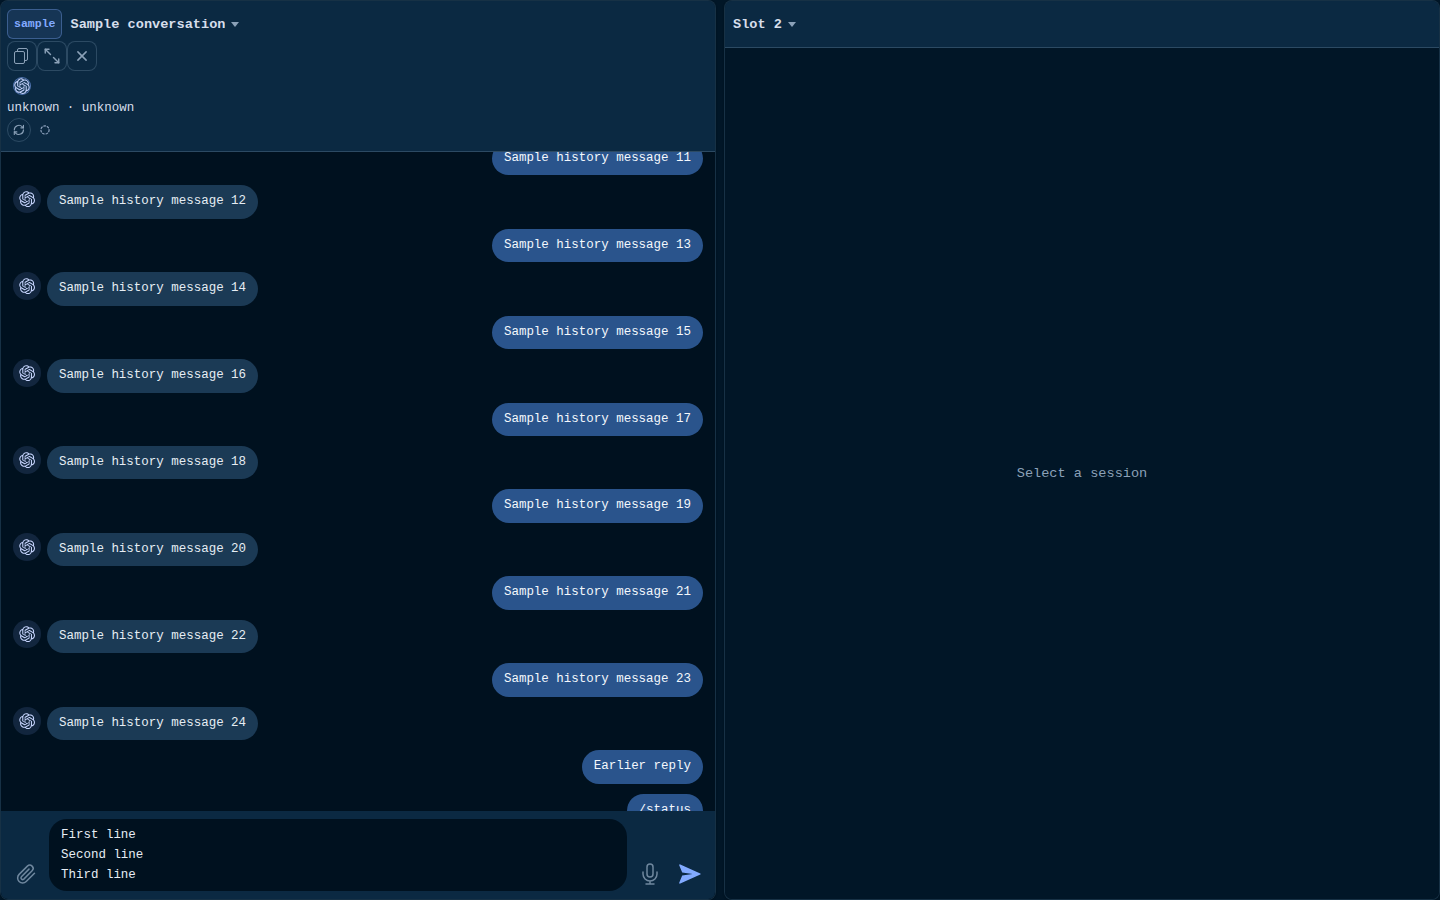 sample Sample conversation
Slot 2
unknown · unknown
Sample history message 11
Sample history message 12
Sample history message 13
Sample history message 14
Sample history message 15
Sample history message 16
Sample history message 17
Sample history message 18
Sample history message 19
Sample history message 20
Sample history message 21
Sample history message 22
Sample history message 23
Sample history message 24
Earlier reply
/status
First line
Second line
Third line
Select a session